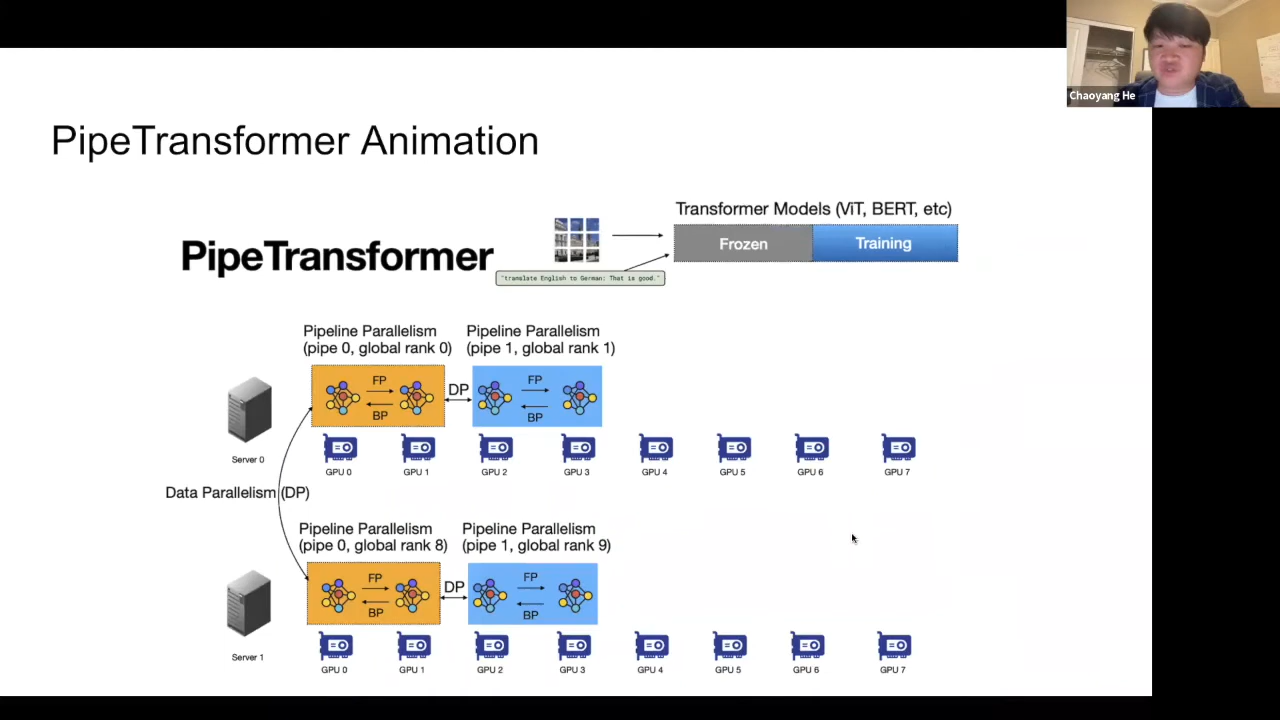 Chaoyang He
PipeTransformer Animation
Transformer Models (ViT, BERT, etc)
Frozen
Training
PipeTransformer
"translate English to German: That is good."
Pipeline Parallelism
(pipe 0, global rank 0)
Pipeline Parallelism
(pipe 1, global rank 1)
FP
BP
DP
FP
BP
Server 0
GPU 0
GPU 1
GPU 2
GPU 3
GPU 4
GPU 5
GPU 6
GPU 7
Data Parallelism (DP)
Pipeline Parallelism
(pipe 0, global rank 8)
Pipeline Parallelism
(pipe 1, global rank 9)
FP
BP
DP
FP
BP
Server 1
GPU 0
GPU 1
GPU 2
GPU 3
GPU 4
GPU 5
GPU 6
GPU 7